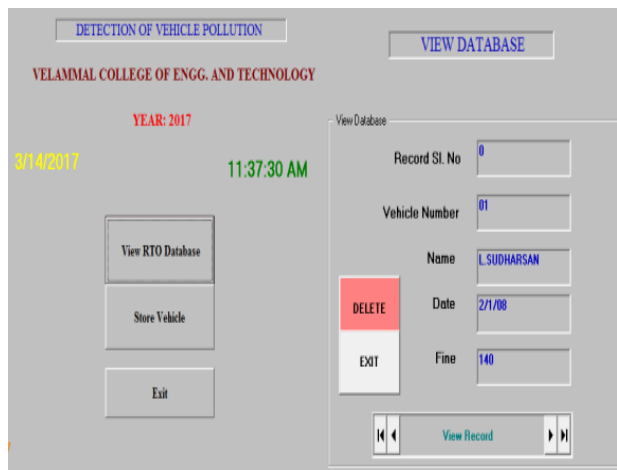 DETECTION OF VEHICLE POLLUTION
VELAMMAL COLLEGE OF ENGG. AND TECHNOLOGY
YEAR: 2017
3/14/2017
11:37:30 AM
View RTO Database
Store Vehicle
Exit
VIEW DATABASE
View Database
Record Sl. No 0
Vehicle Number 01
Name L.SUDHARSAN
Date 2/1/08
Fine 140
DELETE
EXIT
View Record